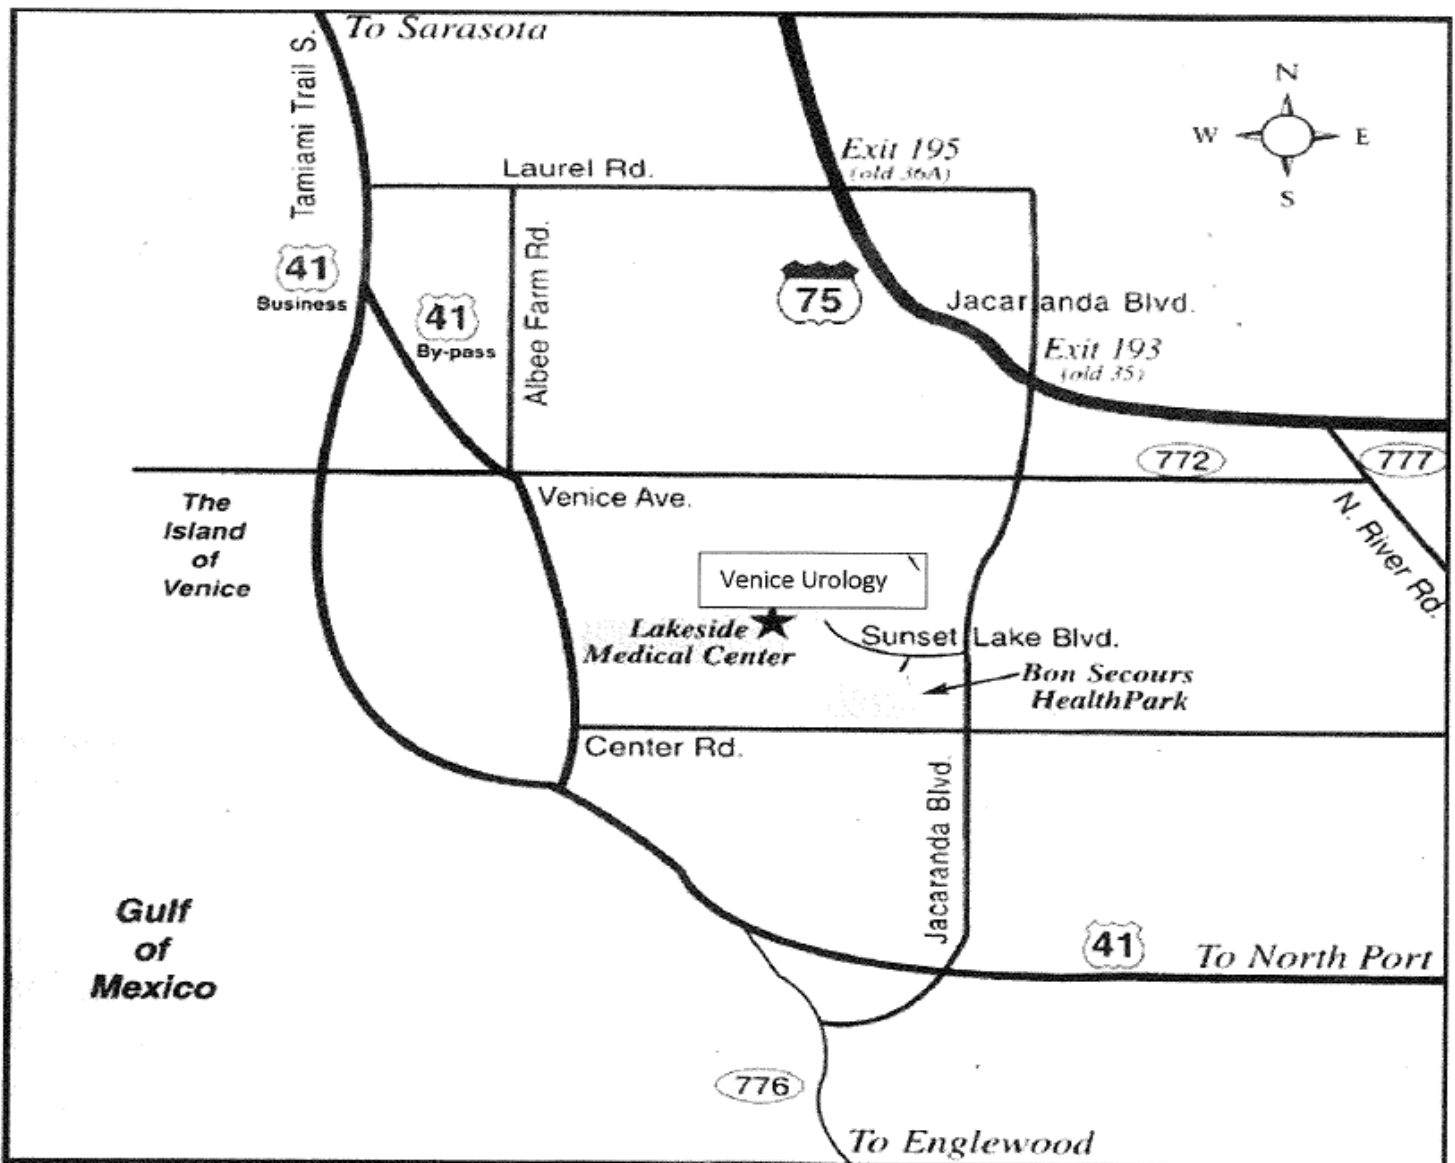 To Sarasota
Tamiami Trail S.
N
W
E
S
Exit 195
(old 36A)
Laurel Rd.
41
Business
41
By-pass
Albee Farm Rd.
75
Jacaranda Blvd.
Exit 193
(old 35)
772
777
N. River Rd.
Venice Ave.
The
Island
of
Venice
Venice Urology
Lakeside
Medical Center
Sunset Lake Blvd.
Bon Secours
HealthPark
Center Rd.
Jacaranda Blvd.
Gulf
of
Mexico
41
To North Port
776
To Englewood